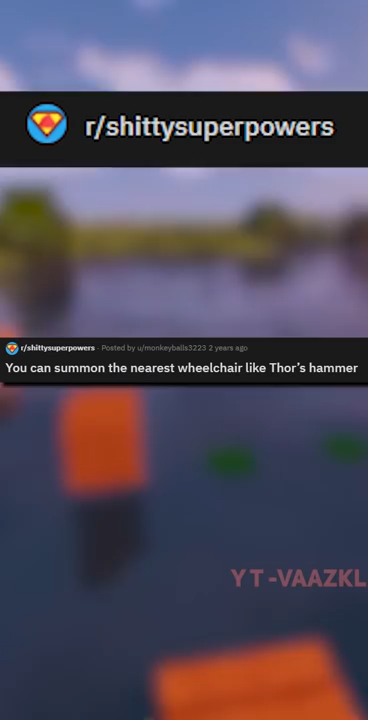 r/shittysuperpowers
r/shittysuperpowers · Posted by u/monkeyballs3223 2 years ago
You can summon the nearest wheelchair like Thor's hammer
YT-VAAZKL